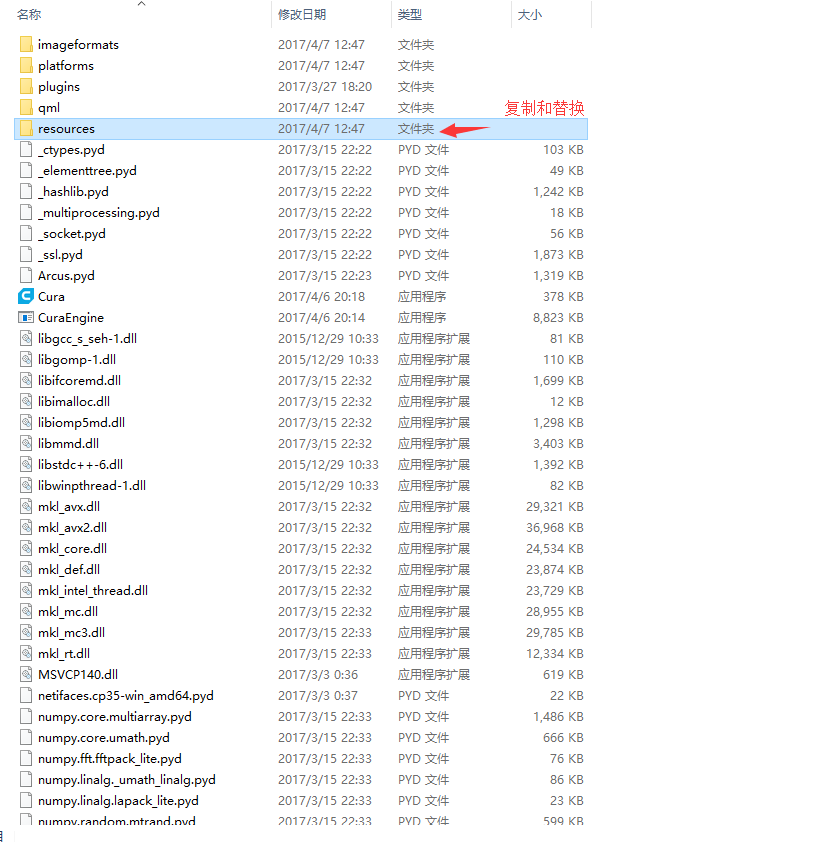 名称 修改日期 类型 大小
imageformats 2017/4/7 12:47 文件夹
platforms 2017/4/7 12:47 文件夹
plugins 2017/3/27 18:20 文件夹
qml 2017/4/7 12:47 文件夹 复制和替换
resources 2017/4/7 12:47 文件夹
_ctypes.pyd 2017/3/15 22:22 PYD 文件 103 KB
_elementtree.pyd 2017/3/15 22:22 PYD 文件 49 KB
_hashlib.pyd 2017/3/15 22:22 PYD 文件 1,242 KB
_multiprocessing.pyd 2017/3/15 22:22 PYD 文件 18 KB
_socket.pyd 2017/3/15 22:22 PYD 文件 56 KB
_ssl.pyd 2017/3/15 22:22 PYD 文件 1,873 KB
Arcus.pyd 2017/3/15 22:23 PYD 文件 1,319 KB
Cura 2017/4/6 20:18 应用程序 378 KB
CuraEngine 2017/4/6 20:14 应用程序 8,823 KB
libgcc_s_seh-1.dll 2015/12/29 10:33 应用程序扩展 81 KB
libgomp-1.dll 2015/12/29 10:33 应用程序扩展 110 KB
libifcoremd.dll 2017/3/15 22:32 应用程序扩展 1,699 KB
libimalloc.dll 2017/3/15 22:32 应用程序扩展 12 KB
libiomp5md.dll 2017/3/15 22:32 应用程序扩展 1,298 KB
libmmd.dll 2017/3/15 22:32 应用程序扩展 3,403 KB
libstdc++-6.dll 2015/12/29 10:33 应用程序扩展 1,392 KB
libwinpthread-1.dll 2015/12/29 10:33 应用程序扩展 82 KB
mkl_avx.dll 2017/3/15 22:32 应用程序扩展 29,321 KB
mkl_avx2.dll 2017/3/15 22:32 应用程序扩展 36,968 KB
mkl_core.dll 2017/3/15 22:32 应用程序扩展 24,534 KB
mkl_def.dll 2017/3/15 22:32 应用程序扩展 23,874 KB
mkl_intel_thread.dll 2017/3/15 22:32 应用程序扩展 23,729 KB
mkl_mc.dll 2017/3/15 22:32 应用程序扩展 28,955 KB
mkl_mc3.dll 2017/3/15 22:33 应用程序扩展 29,785 KB
mkl_rt.dll 2017/3/15 22:33 应用程序扩展 12,334 KB
MSVCP140.dll 2017/3/3 0:36 应用程序扩展 619 KB
netifaces.cp35-win_amd64.pyd 2017/3/3 0:37 PYD 文件 22 KB
numpy.core.multiarray.pyd 2017/3/15 22:33 PYD 文件 1,486 KB
numpy.core.umath.pyd 2017/3/15 22:33 PYD 文件 666 KB
numpy.fft.fftpack_lite.pyd 2017/3/15 22:33 PYD 文件 76 KB
numpy.linalg._umath_linalg.pyd 2017/3/15 22:33 PYD 文件 86 KB
numpy.linalg.lapack_lite.pyd 2017/3/15 22:33 PYD 文件 23 KB
numpy.random.mtrand.pyd 2017/3/15 22:33 PYD 文件 599 KB